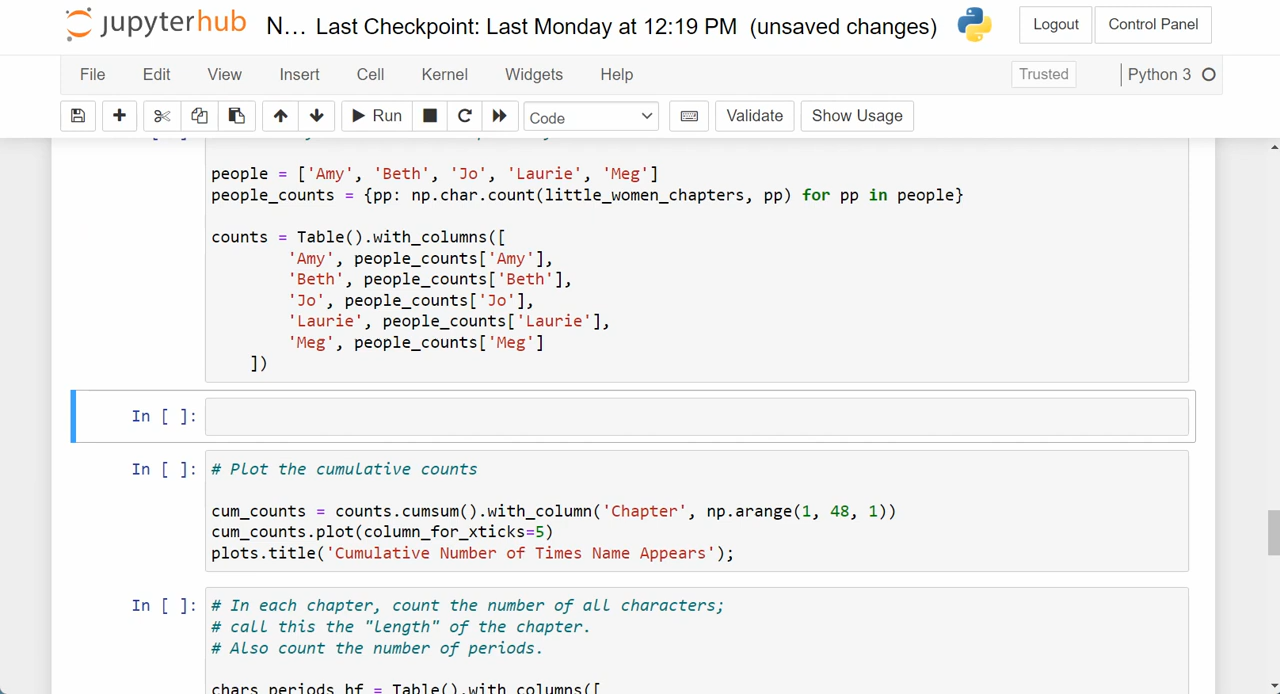 jupyterhub N... Last Checkpoint: Last Monday at 12:19 PM (unsaved changes) Logout Control Panel
File Edit View Insert Cell Kernel Widgets Help Trusted Python 3
Run Code Validate Show Usage
people = ['Amy', 'Beth', 'Jo', 'Laurie', 'Meg']
people_counts = {pp: np.char.count(little_women_chapters, pp) for pp in people}
counts = Table().with_columns([
'Amy', people_counts['Amy'],
'Beth', people_counts['Beth'],
'Jo', people_counts['Jo'],
'Laurie', people_counts['Laurie'],
'Meg', people_counts['Meg']
])
In [ ]:
In [ ]: # Plot the cumulative counts
cum_counts = counts.cumsum().with_column('Chapter', np.arange(1, 48, 1))
cum_counts.plot(column_for_xticks=5)
plots.title('Cumulative Number of Times Name Appears');
In [ ]: # In each chapter, count the number of all characters;
# call this the "length" of the chapter.
# Also count the number of periods.
chars_periods_hf = Table().with_columns([